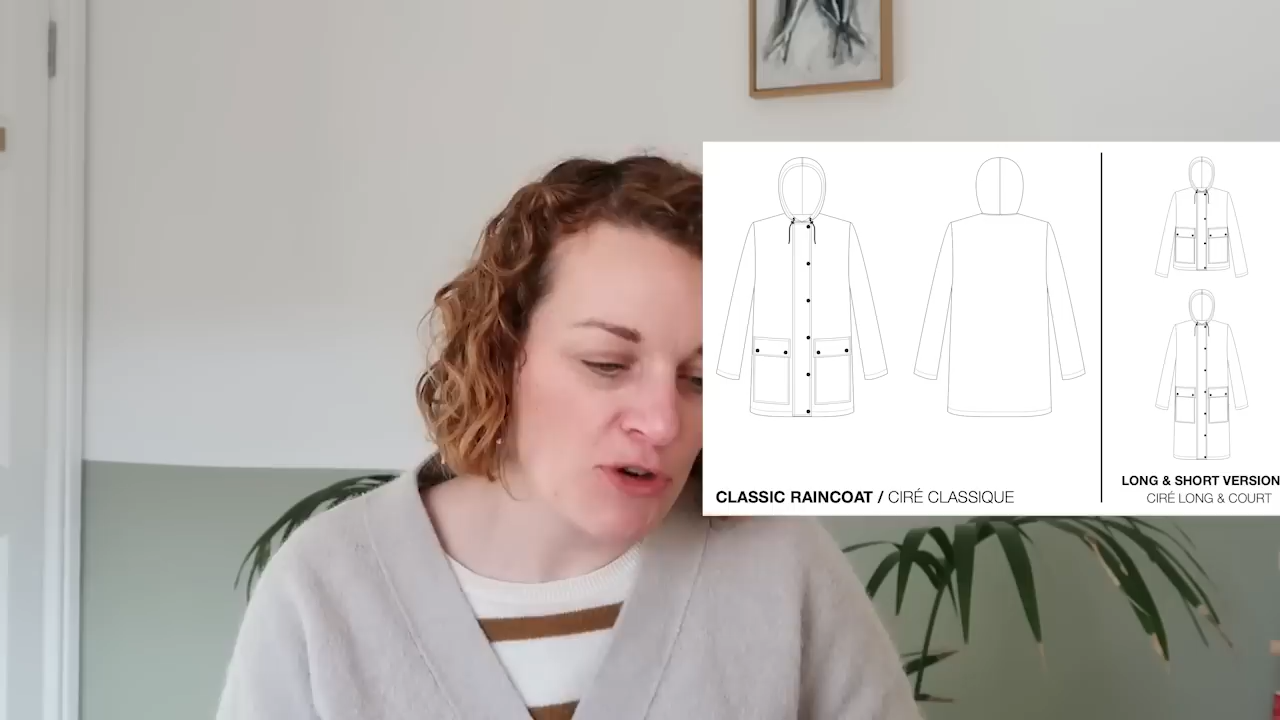 CLASSIC RAINCOAT / CIRÉ CLASSIQUE
LONG & SHORT VERSION
CIRÉ LONG & COURT